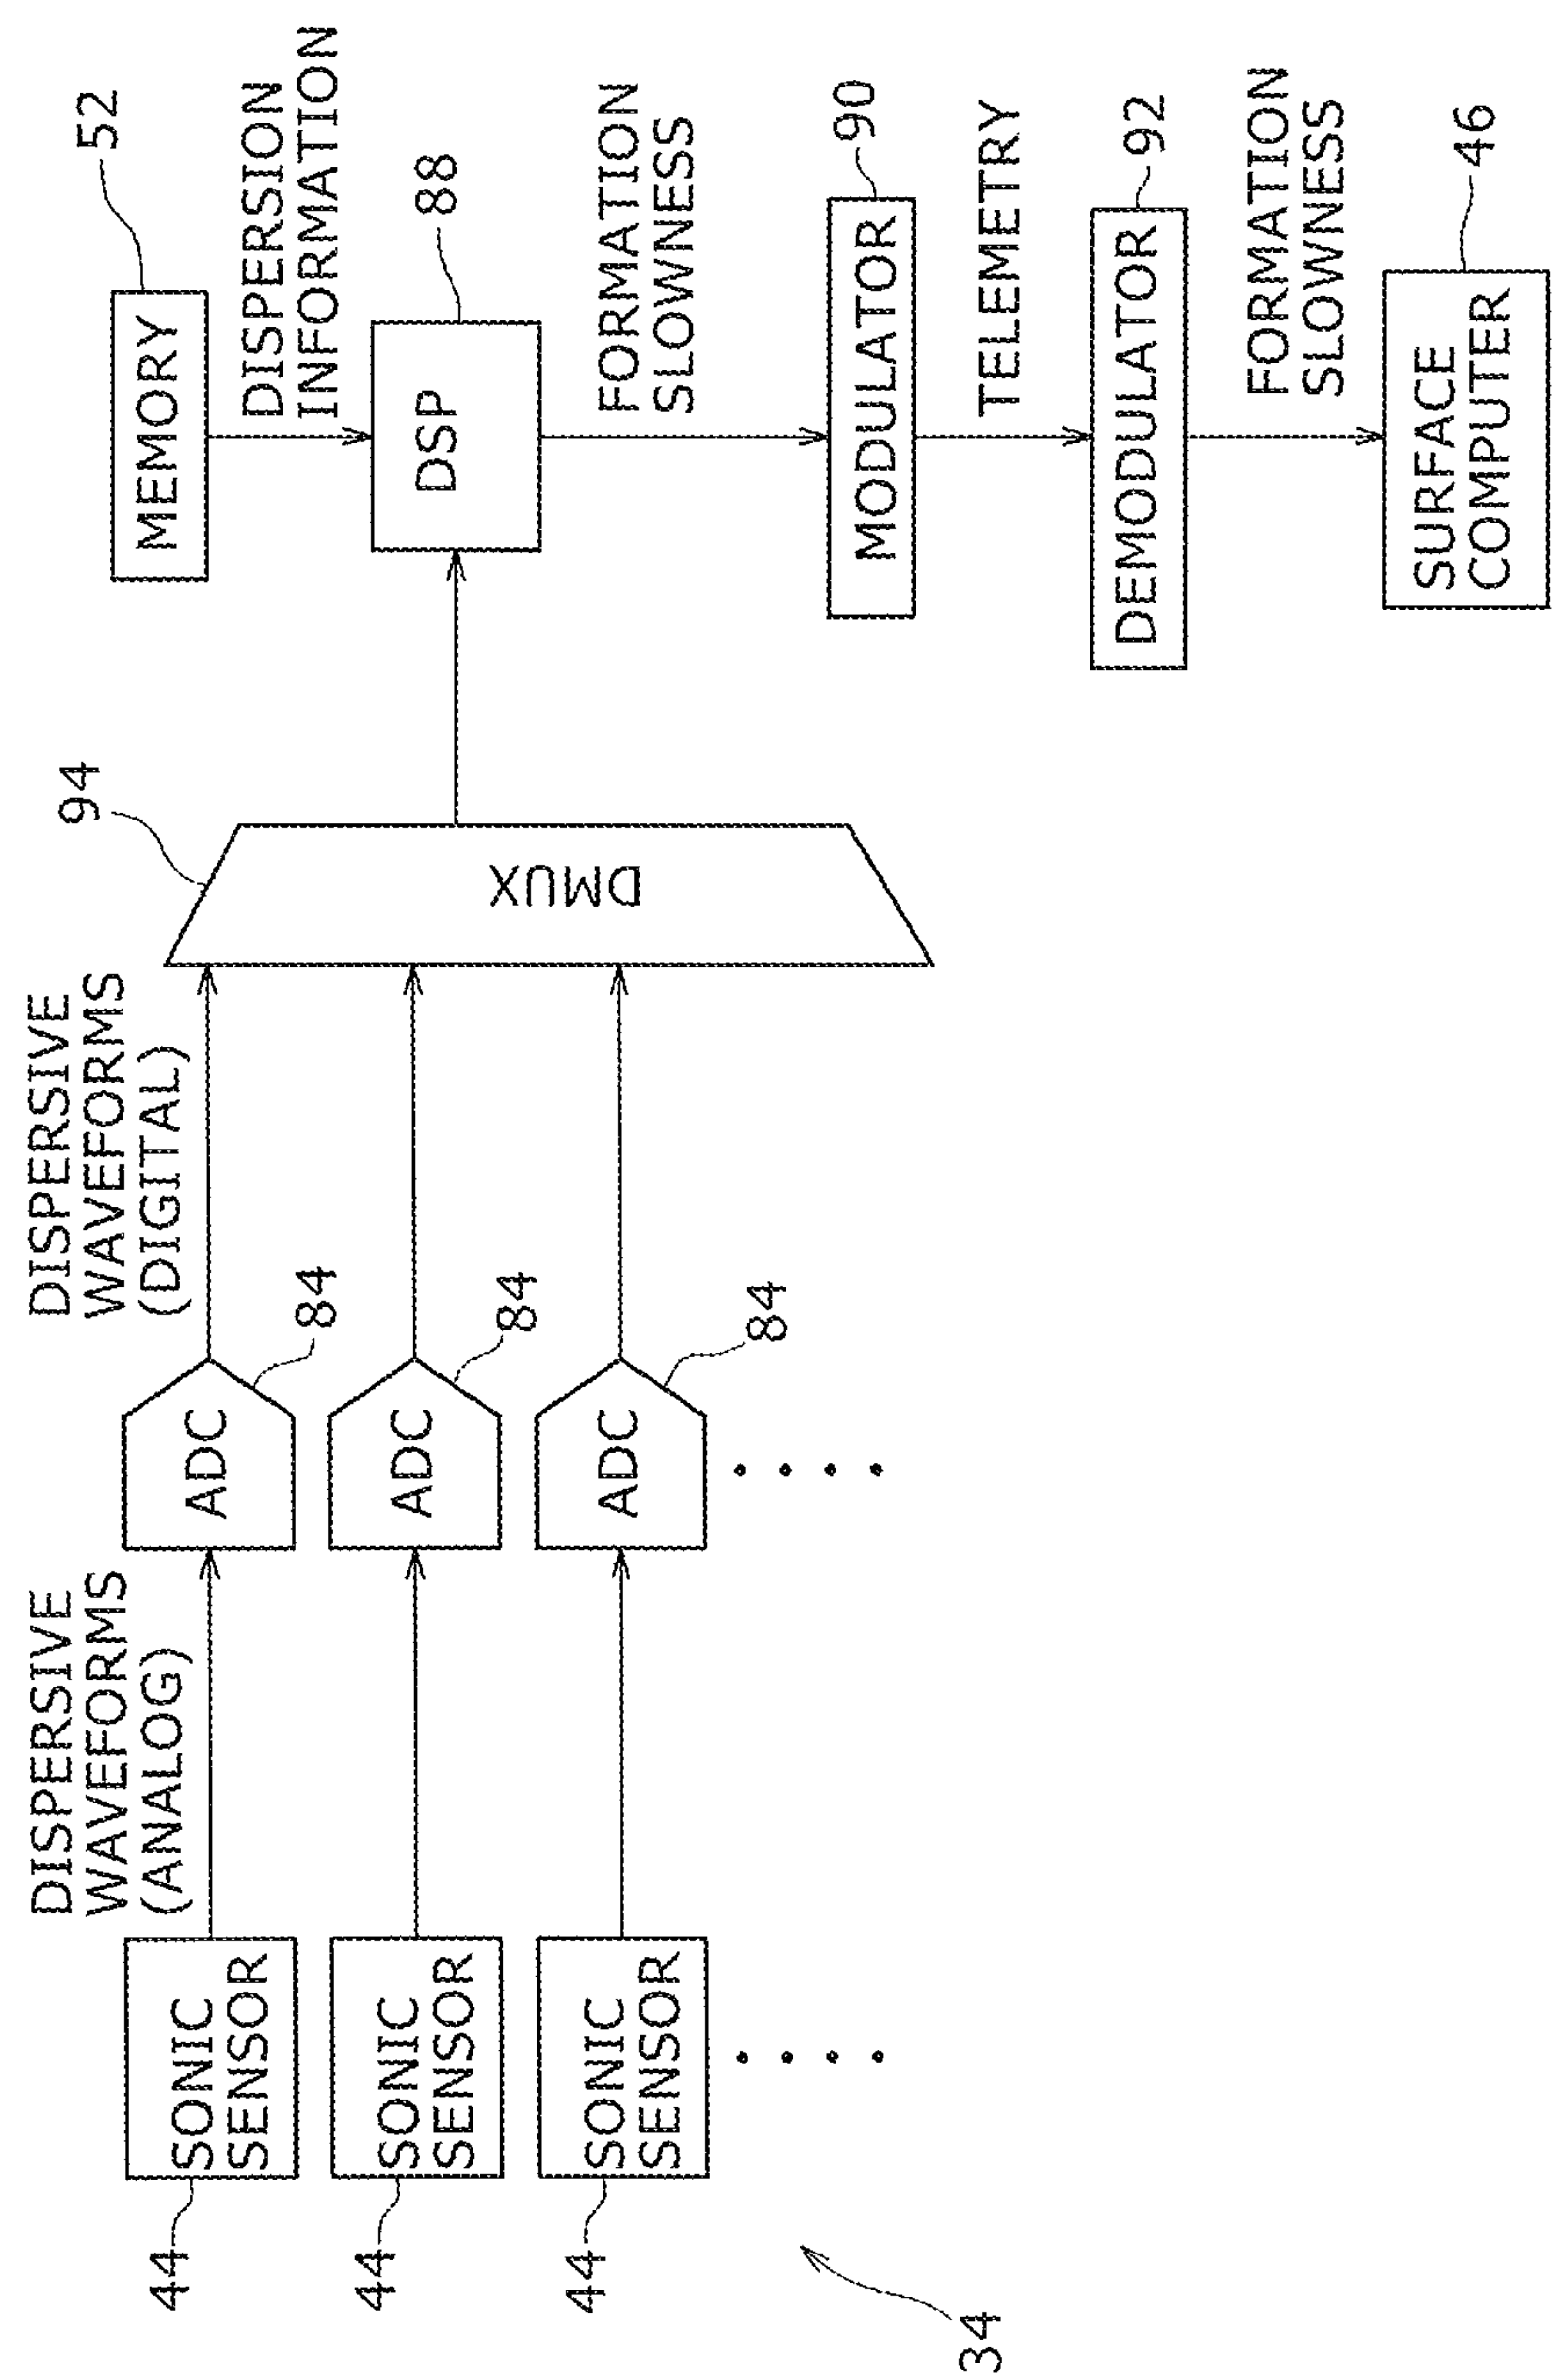 DISPERSIVE
WAVEFORMS
(ANALOG)
DISPERSIVE
WAVEFORMS
(DIGITAL)
94
52
MEMORY
DISPERSION
INFORMATION
44
SONIC
SENSOR
ADC
84
44
SONIC
SENSOR
ADC
84
44
SONIC
SENSOR
ADC
84
DMUX
88
DSP
FORMATION
SLOWNESS
90
MODULATOR
TELEMETRY
92
DEMODULATOR
FORMATION
SLOWNESS
46
SURFACE
COMPUTER
34